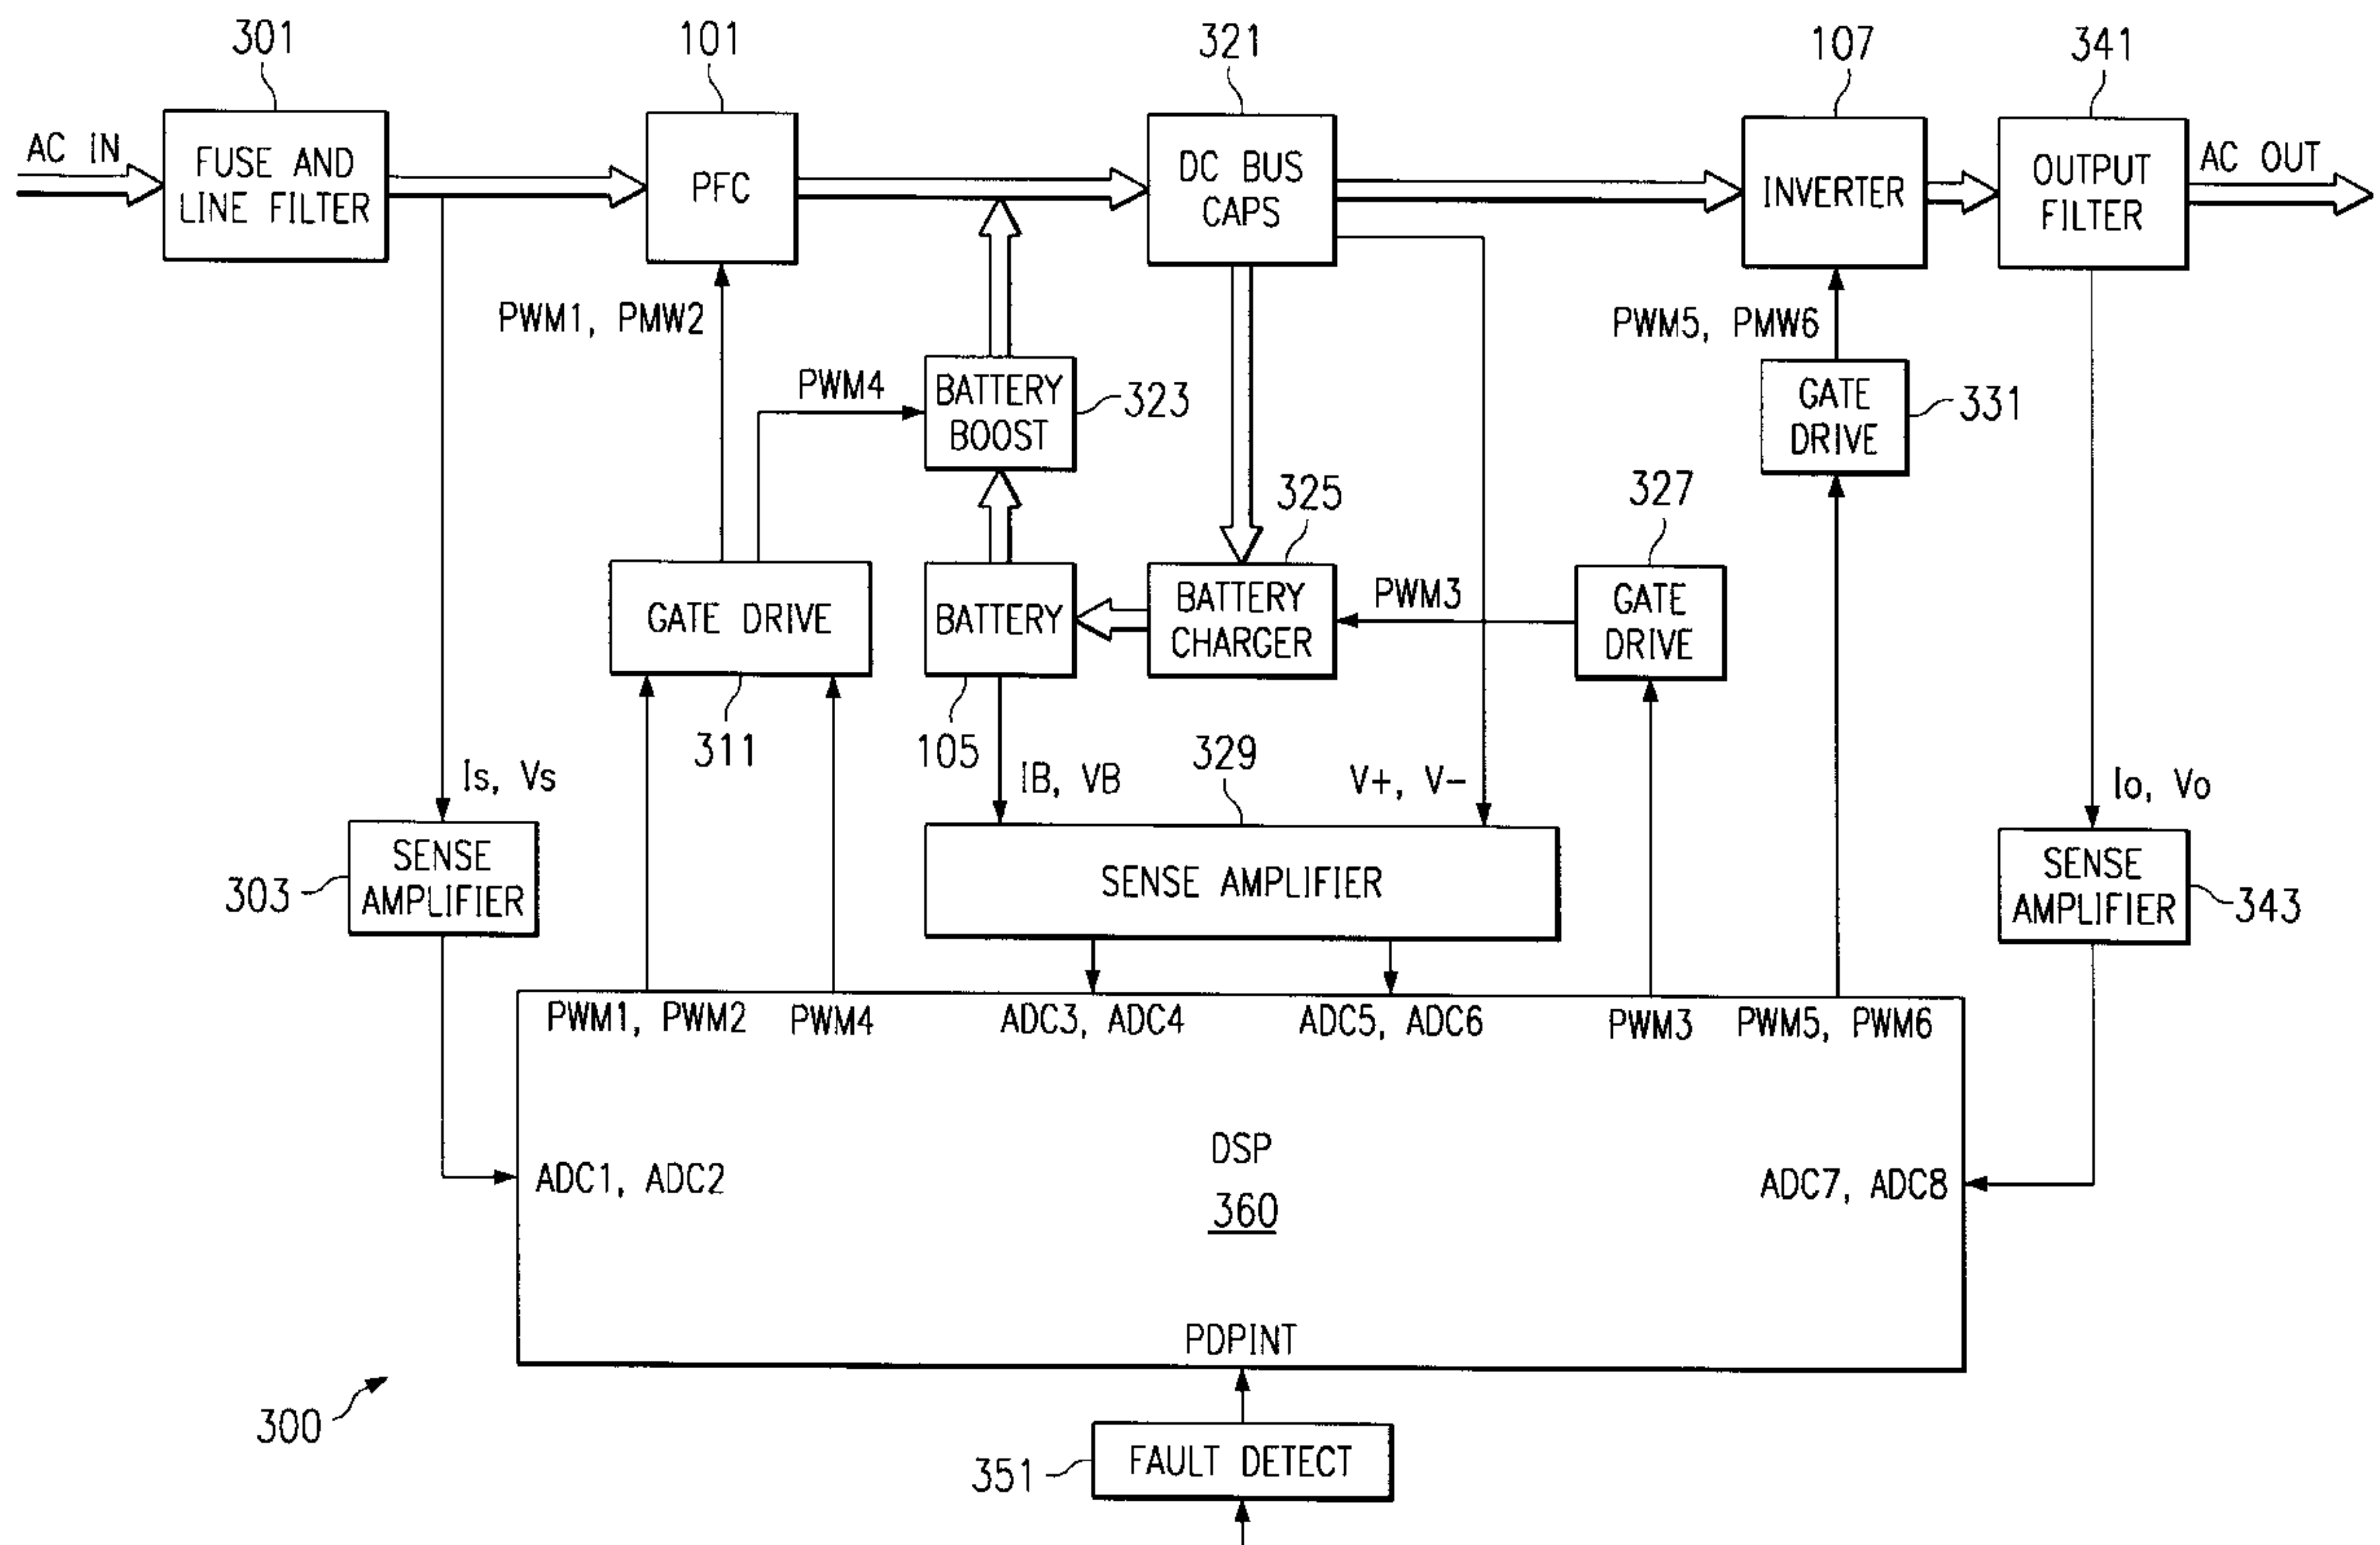 301
101
321
107
341
AC IN
FUSE AND
LINE FILTER
PFC
DC BUS
CAPS
INVERTER
OUTPUT
FILTER
AC OUT
PWM1, PMW2
PWM5, PMW6
PWM4
BATTERY
BOOST
323
GATE
DRIVE
331
325
327
GATE DRIVE
BATTERY
BATTERY
CHARGER
PWM3
GATE
DRIVE
311
105
329
Is, Vs
IB, VB
V+, V-
Io, Vo
303
SENSE
AMPLIFIER
SENSE AMPLIFIER
SENSE
AMPLIFIER
343
PWM1, PWM2
PWM4
ADC3, ADC4
ADC5, ADC6
PWM3
PWM5, PWM6
ADC1, ADC2
DSP
360
ADC7, ADC8
PDPINT
300
351
FAULT DETECT